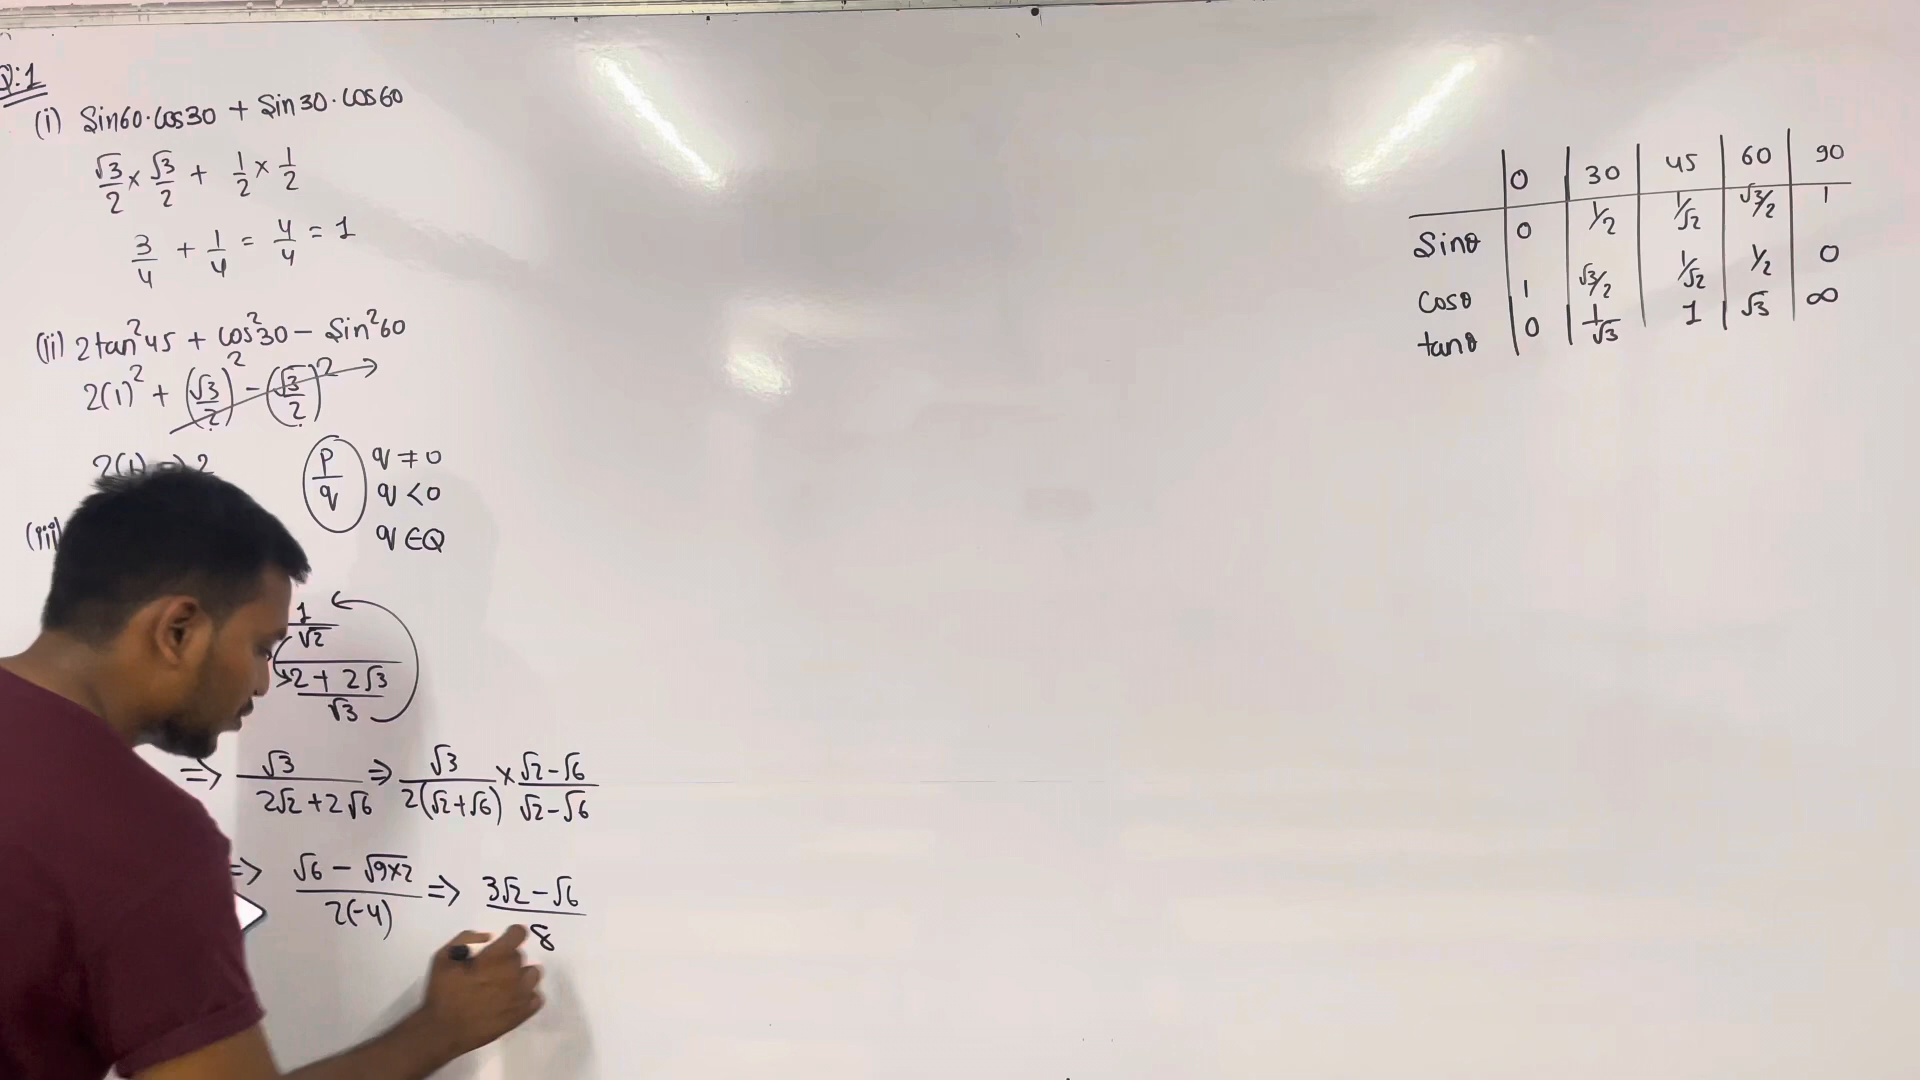 Q:1
(i) Sin60·Cos30 + Sin30·Cos60
√3/2 × √3/2 + 1/2 × 1/2
3/4 + 1/4 = 4/4 = 1
(ii) 2tan²45 + Cos²30 − Sin²60
2(1)² + (√3/2)² − (√3/2)²
2(1) → 2
p/q q ≠ 0
q < 0
q ∈ Q
(iii)
1/√2
2 + 2√3
√3
⇒ √3/(2√2 + 2√6) ⇒ √3/2(√2+√6) × (√2−√6)/(√2−√6)
⇒ (√6 − √9×2)/2(−4) ⇒ (3√2 − √6)/8
0 30 45 60 90
Sinθ 0 1/2 1/√2 √3/2 1
Cosθ 1 √3/2 1/√2 1/2 0
tanθ 0 1/√3 1 √3 ∞